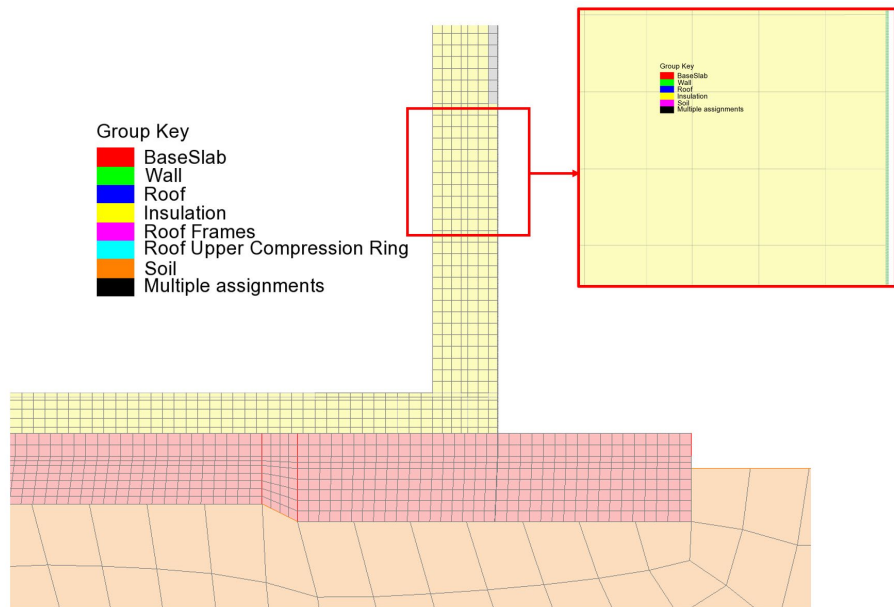 Group Key
BaseSlab
Wall
Roof
Insulation
Roof Frames
Roof Upper Compression Ring
Soil
Multiple assignments
Group Key
BaseSlab
Wall
Roof
Insulation
Soil
Multiple assignments